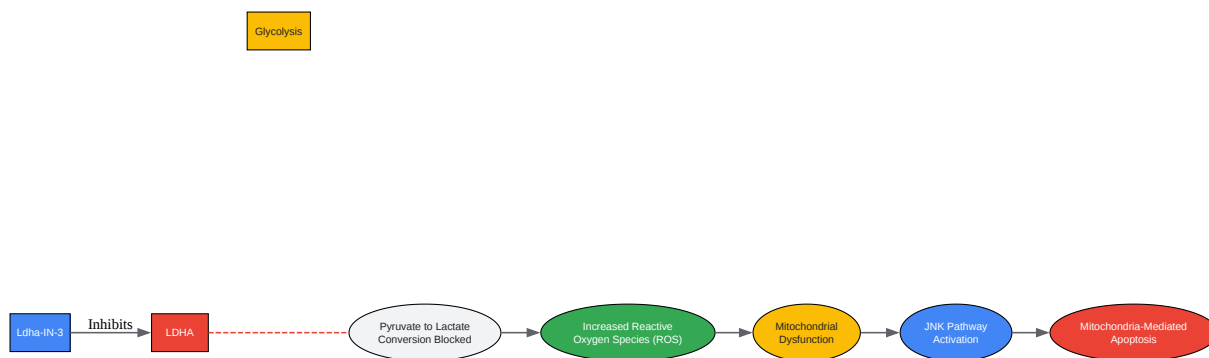 Glycolysis
Ldha-IN-3
Inhibits
LDHA
Pyruvate to Lactate
Conversion Blocked
Increased Reactive
Oxygen Species (ROS)
Mitochondrial
Dysfunction
JNK Pathway
Activation
Mitochondria-Mediated
Apoptosis